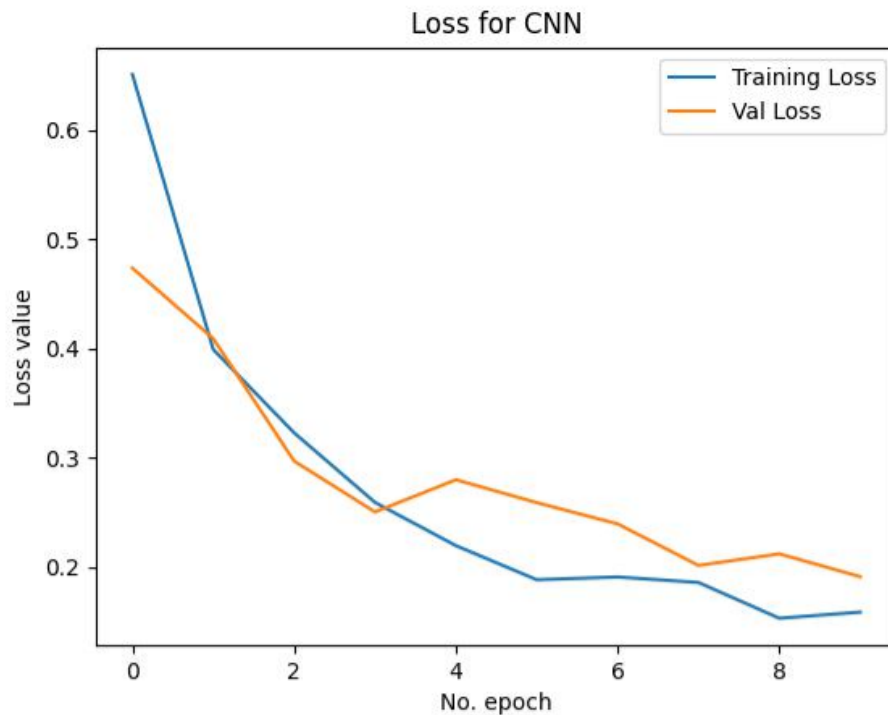 Loss for CNN
Training Loss
Val Loss
0.6
0.5
0.4
0.3
0.2
Loss value
0 2 4 6 8
No. epoch